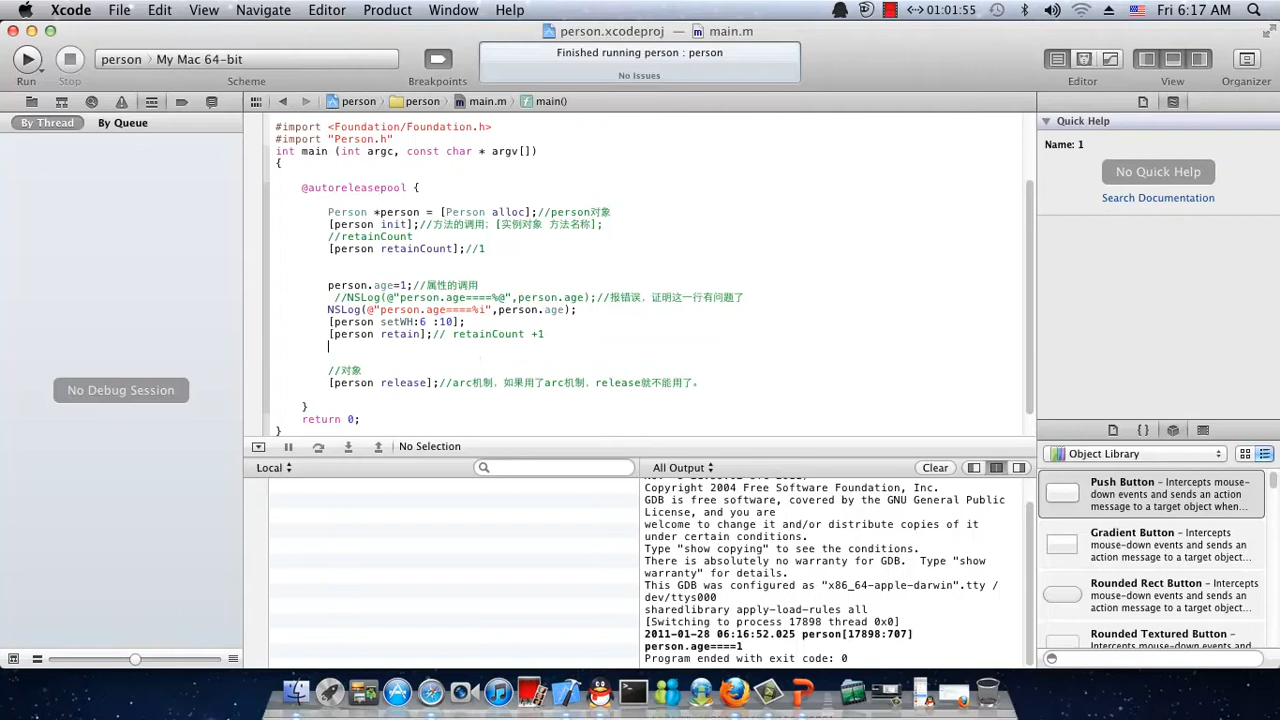 Xcode File Edit View Navigate Editor Product Window Help 01:01:55 Fri 6:17 AM
person.xcodeproj — main.m
person My Mac 64-bit
Finished running person : person
No Issues
Run Stop Scheme Breakpoints Editor View Organizer
By Thread By Queue
person person main.m main()
Quick Help
Name: 1
No Quick Help
Search Documentation
#import <Foundation/Foundation.h>
#import "Person.h"
int main (int argc, const char * argv[])
{
@autoreleasepool {
Person *person = [Person alloc];//person对象
[person init];//方法的调用：[实例对象 方法名称];
//retainCount
[person retainCount];//1
person.age=1;//属性的调用
//NSLog(@"person.age====%@",person.age);//报错误，证明这一行有问题了
NSLog(@"person.age====%i",person.age);
[person setWH:6 :10];
[person retain];// retainCount +1
//对象
[person release];//arc机制，如果用了arc机制，release就不能用了。
}
return 0;
}
No Debug Session
No Selection
Local
All Output
Clear
Copyright 2004 Free Software Foundation, Inc.
GDB is free software, covered by the GNU General Public
License, and you are
welcome to change it and/or distribute copies of it
under certain conditions.
Type "show copying" to see the conditions.
There is absolutely no warranty for GDB. Type "show
warranty" for details.
This GDB was configured as "x86_64-apple-darwin".tty /
dev/ttys000
sharedlibrary apply-load-rules all
[Switching to process 17898 thread 0x0]
2011-01-28 06:16:52.025 person[17898:707]
person.age====1
Program ended with exit code: 0
Object Library
Push Button – Intercepts mouse-
down events and sends an action
message to a target object when...
Gradient Button – Intercepts
mouse-down events and sends an
action message to a target object...
Rounded Rect Button – Intercepts
mouse-down events and sends an
action message to a target object...
Rounded Textured Button –
Intercepts mouse-down events and